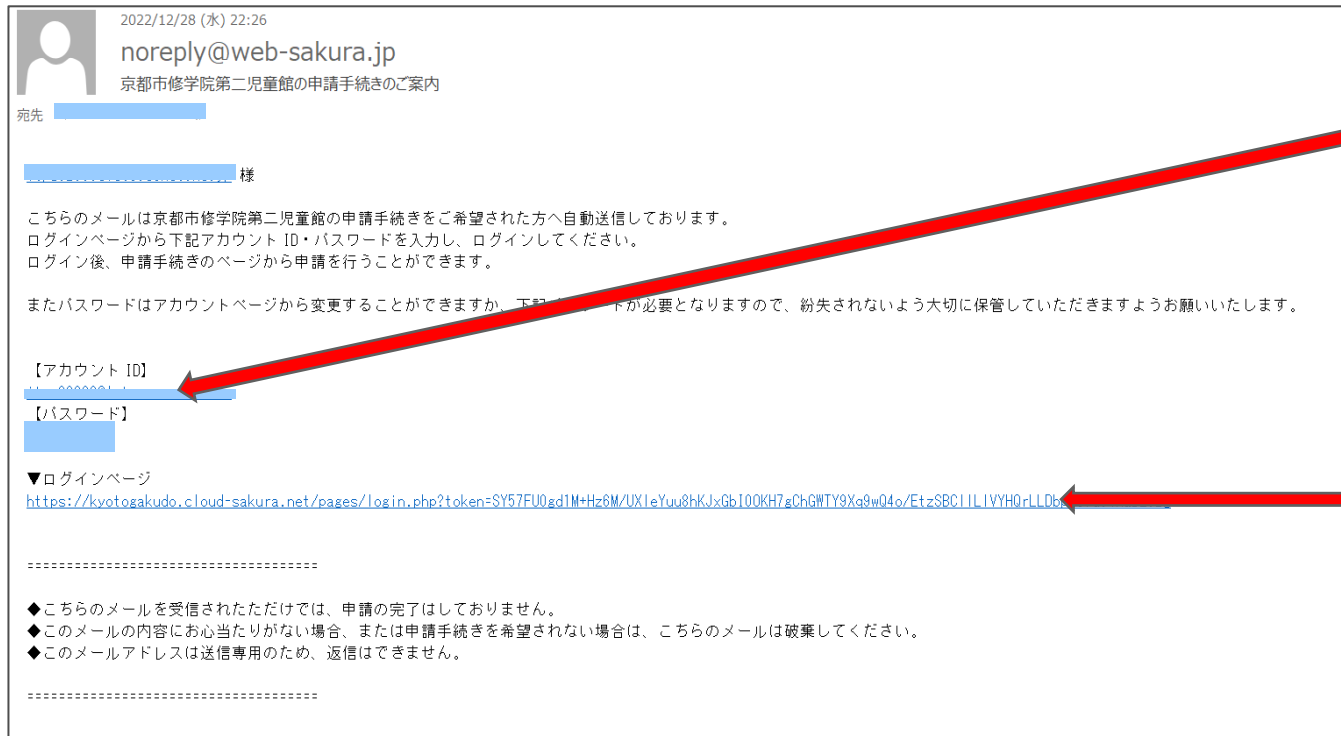 2022/12/28 (水) 22:26
noreply@web-sakura.jp
京都市修学院第二児童館の申請手続きのご案内
宛先
様
こちらのメールは京都市修学院第二児童館の申請手続きをご希望された方へ自動送信しております。
ログインページから下記アカウント ID・パスワードを入力し、ログインしてください。
ログイン後、申請手続きのページから申請を行うことができます。
またパスワードはアカウントページから変更することができますが、下記 ードが必要となりますので、紛失されないよう大切に保管していただきますようお願いいたします。
【アカウント ID】
【パスワード】
▼ログインページ
https://kyotogakudo.cloud-sakura.net/pages/login.php?token=SY57FU0gd1M+Hz6M/UXIeYuu8hKJxGbI0OKH7gChGWTY9Xq9wQ4o/EtzSBCIlLIVYHQrLLDb
=====================================
◆こちらのメールを受信されたただけでは、申請の完了はしておりません。
◆このメールの内容にお心当たりがない場合、または申請手続きを希望されない場合は、こちらのメールは破棄してください。
◆このメールアドレスは送信専用のため、返信はできません。
=====================================